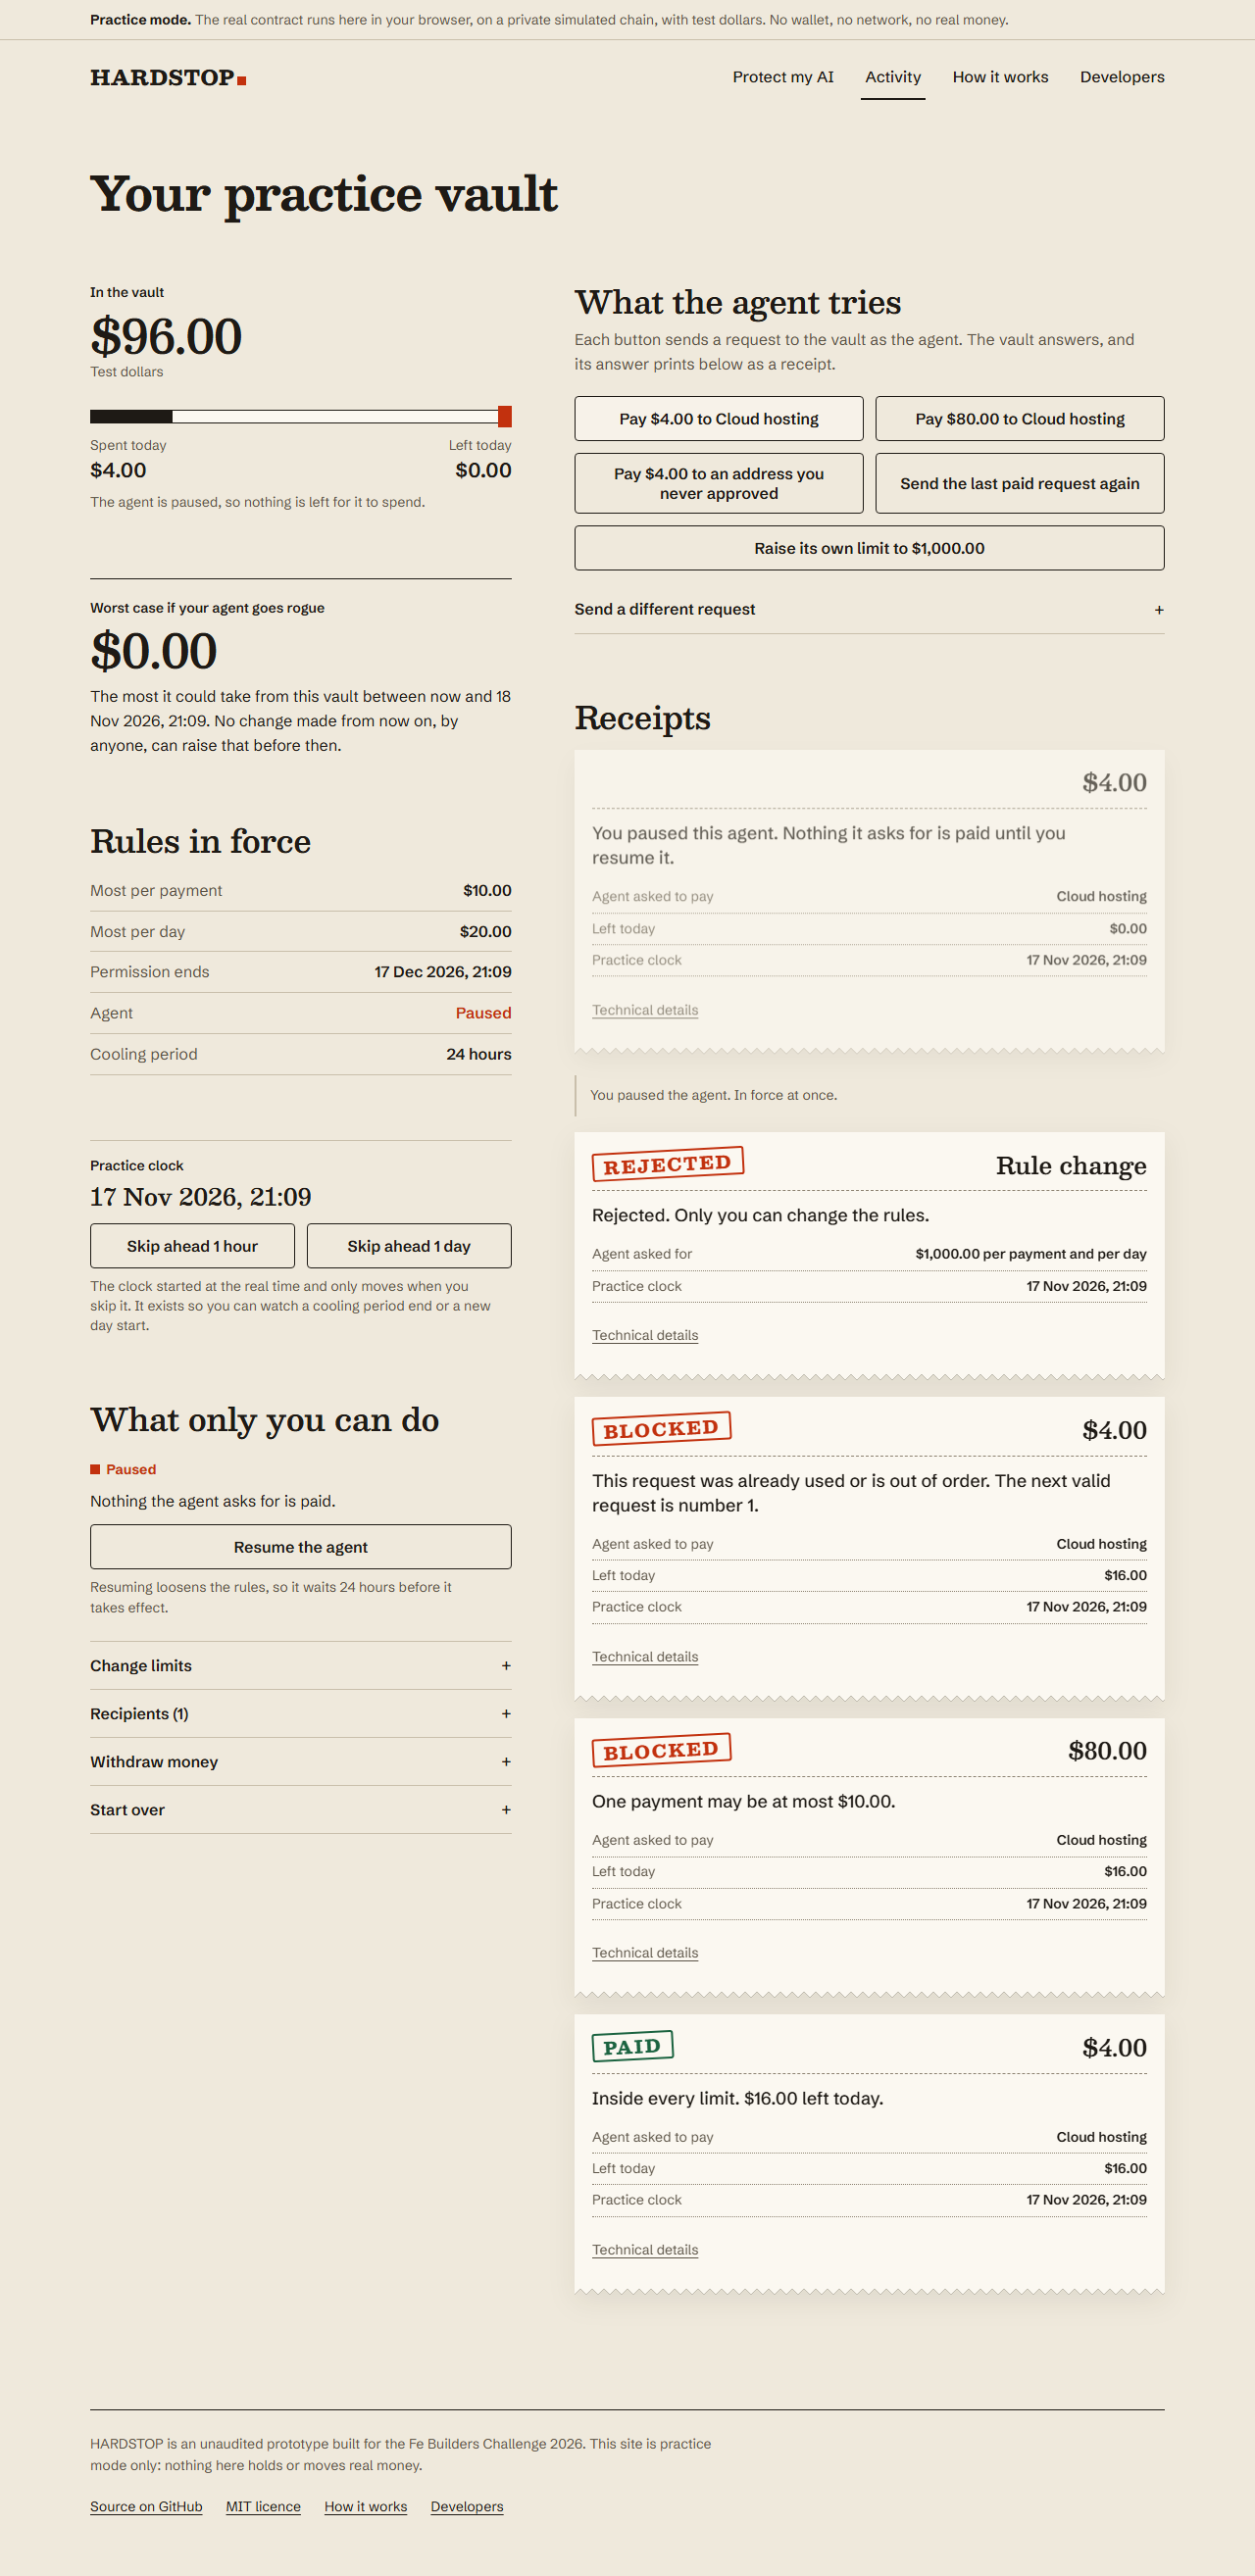 Practice mode. The real contract runs here in your browser, on a private simulated chain, with test dollars. No wallet, no network, no real money.
HARDSTOP
Protect my AI
Activity
How it works
Developers
Your practice vault
In the vault
$96.00
Test dollars
Spent today
Left today
$4.00
$0.00
The agent is paused, so nothing is left for it to spend.
Worst case if your agent goes rogue
$0.00
The most it could take from this vault between now and 18
Nov 2026, 21:09. No change made from now on, by
anyone, can raise that before then.
Rules in force
Most per payment $10.00
Most per day $20.00
Permission ends 17 Dec 2026, 21:09
Agent Paused
Cooling period 24 hours
Practice clock
17 Nov 2026, 21:09
Skip ahead 1 hour
Skip ahead 1 day
The clock started at the real time and only moves when you
skip it. It exists so you can watch a cooling period end or a new
day start.
What only you can do
Paused
Nothing the agent asks for is paid.
Resume the agent
Resuming loosens the rules, so it waits 24 hours before it
takes effect.
Change limits +
Recipients (1) +
Withdraw money +
Start over +
What the agent tries
Each button sends a request to the vault as the agent. The vault answers, and
its answer prints below as a receipt.
Pay $4.00 to Cloud hosting
Pay $80.00 to Cloud hosting
Pay $4.00 to an address you
never approved
Send the last paid request again
Raise its own limit to $1,000.00
Send a different request +
Receipts
$4.00
You paused this agent. Nothing it asks for is paid until you
resume it.
Agent asked to pay Cloud hosting
Left today $0.00
Practice clock 17 Nov 2026, 21:09
Technical details
You paused the agent. In force at once.
REJECTED Rule change
Rejected. Only you can change the rules.
Agent asked for $1,000.00 per payment and per day
Practice clock 17 Nov 2026, 21:09
Technical details
BLOCKED $4.00
This request was already used or is out of order. The next valid
request is number 1.
Agent asked to pay Cloud hosting
Left today $16.00
Practice clock 17 Nov 2026, 21:09
Technical details
BLOCKED $80.00
One payment may be at most $10.00.
Agent asked to pay Cloud hosting
Left today $16.00
Practice clock 17 Nov 2026, 21:09
Technical details
PAID $4.00
Inside every limit. $16.00 left today.
Agent asked to pay Cloud hosting
Left today $16.00
Practice clock 17 Nov 2026, 21:09
Technical details
HARDSTOP is an unaudited prototype built for the Fe Builders Challenge 2026. This site is practice
mode only: nothing here holds or moves real money.
Source on GitHub
MIT licence
How it works
Developers